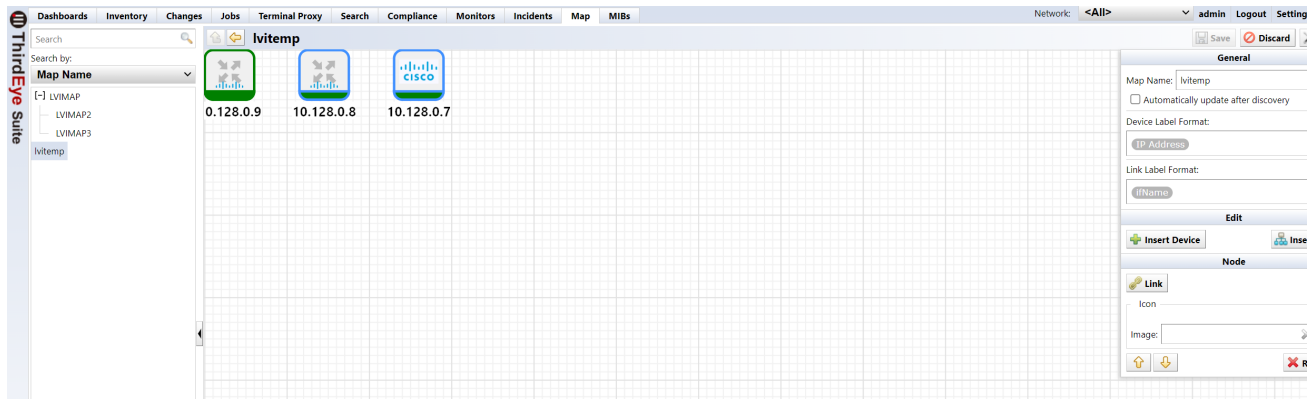 Dashboards Inventory Changes Jobs Terminal Proxy Search Compliance Monitors Incidents Map MIBs Network: <All> admin Logout Setting
ThirdEye Suite
Search
lvitemp
Save Discard
Search by:
Map Name
[-] LVIMAP
LVIMAP2
LVIMAP3
lvitemp
CISCO
0.128.0.9 10.128.0.8 10.128.0.7
General
Map Name: lvitemp
Automatically update after discovery
Device Label Format:
IP Address
Link Label Format:
ifName
Edit
Insert Device Inse
Node
Link
Icon
Image:
R